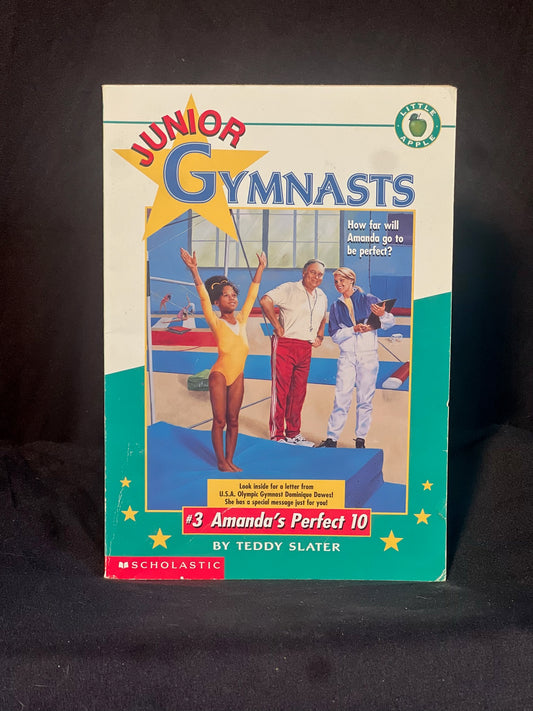 JUNIOR
GYMNASTS
LITTLE
APPLE
How far will
Amanda go to
be perfect?
Look inside for a letter from
U.S.A. Olympic Gymnast Dominique Dawes!
She has a special message just for you!
#3 Amanda's Perfect 10
BY TEDDY SLATER
SCHOLASTIC